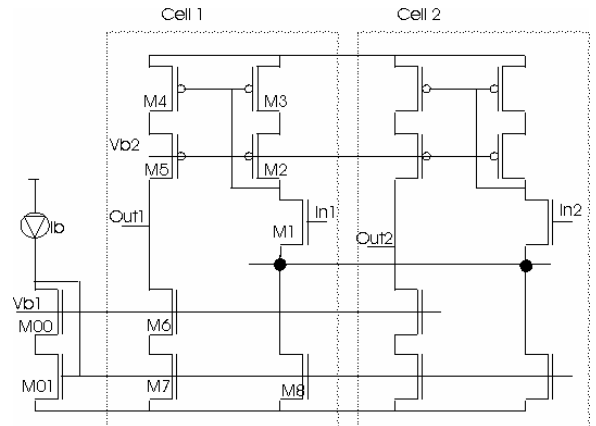 Cell 1
Cell 2
M4
M3
Vb2
M5
M2
Out1
In1
In2
Ib
M1
Out2
Vb1
M00
M6
M01
M7
M8